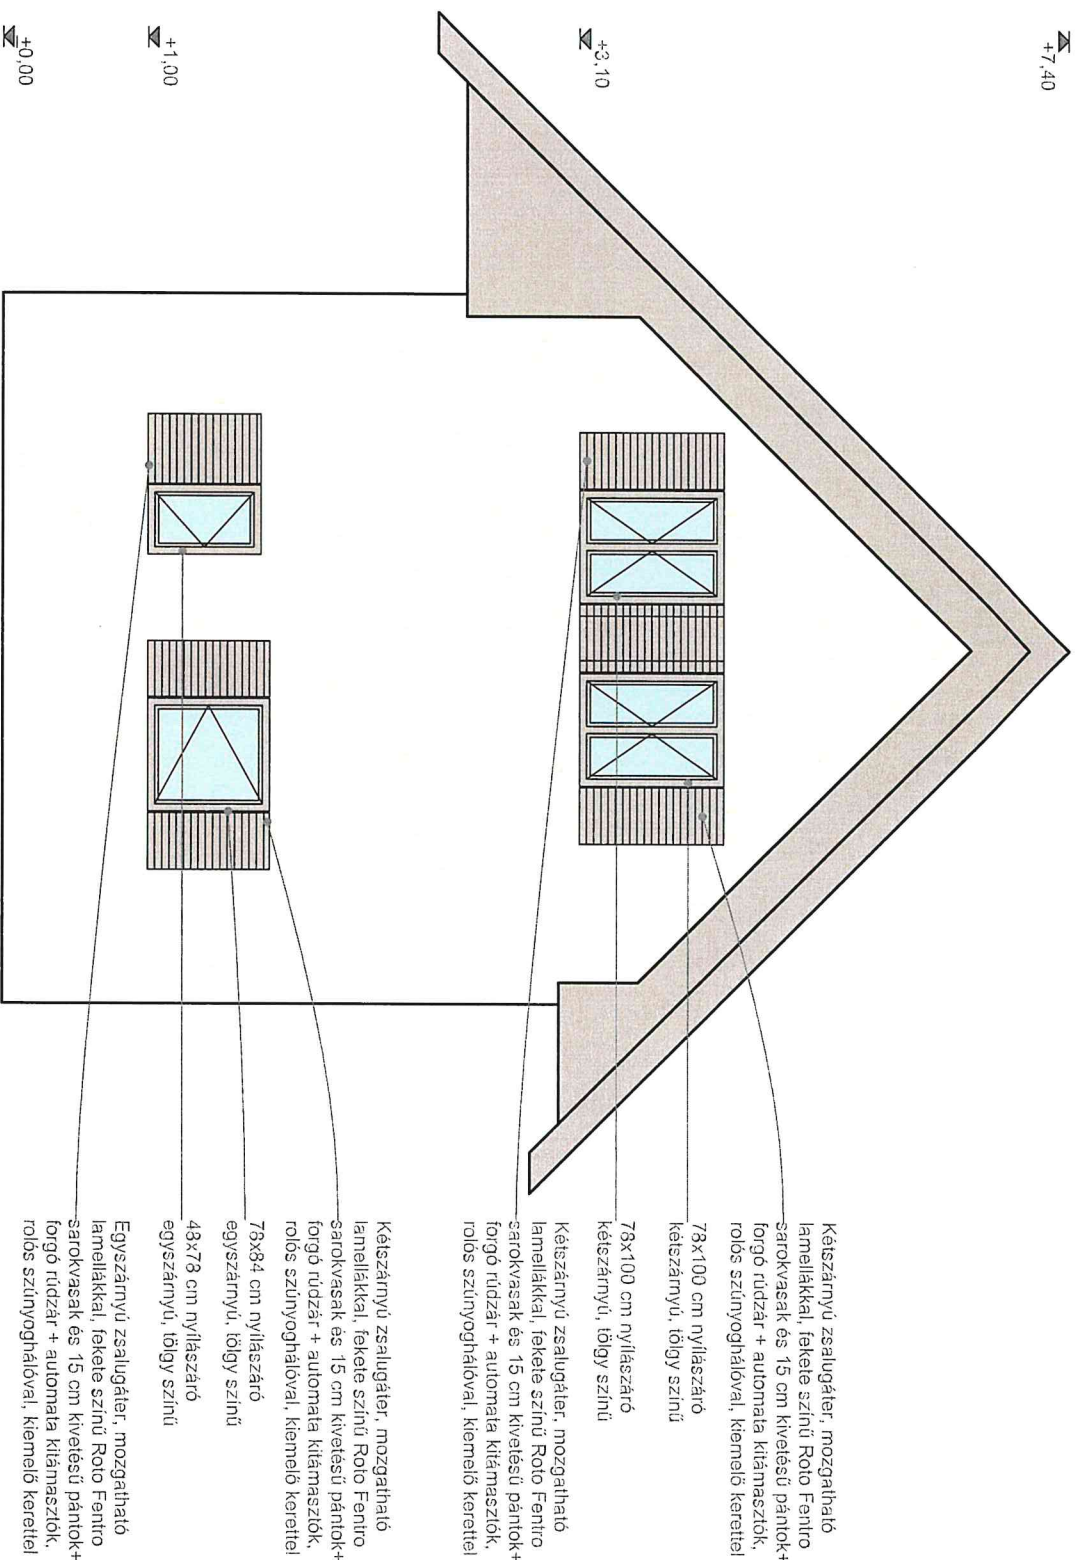 +7,40
+3,10
+1,00
+0,00
Kétszárnyú zsalugáter, mozgatható
lamellákkal, fekete színű Roto Fentro
sarokvasak és 15 cm kivetésű pántok+
forgó rúdzár + automata kitámasztók,
rolós szúnyoghálóval, kiemelő kerettel
78x100 cm nyílászáró
kétszárnyú, tölgy színű
78x100 cm nyílászáró
kétszárnyú, tölgy színű
Kétszárnyú zsalugáter, mozgatható
lamellákkal, fekete színű Roto Fentro
sarokvasak és 15 cm kivetésű pántok+
forgó rúdzár + automata kitámasztók,
rolós szúnyoghálóval, kiemelő kerettel
Kétszárnyú zsalugáter, mozgatható
lamellákkal, fekete színű Roto Fentro
sarokvasak és 15 cm kivetésű pántok+
forgó rúdzár + automata kitámasztók,
rolós szúnyoghálóval, kiemelő kerettel
78x84 cm nyílászáró
egyszárnyú, tölgy színű
48x78 cm nyílászáró
egyszárnyú, tölgy színű
Egyszárnyú zsalugáter, mozgatható
lamellákkal, fekete színű Roto Fentro
sarokvasak és 15 cm kivetésű pántok+
forgó rúdzár + automata kitámasztók,
rolós szúnyoghálóval, kiemelő kerettel